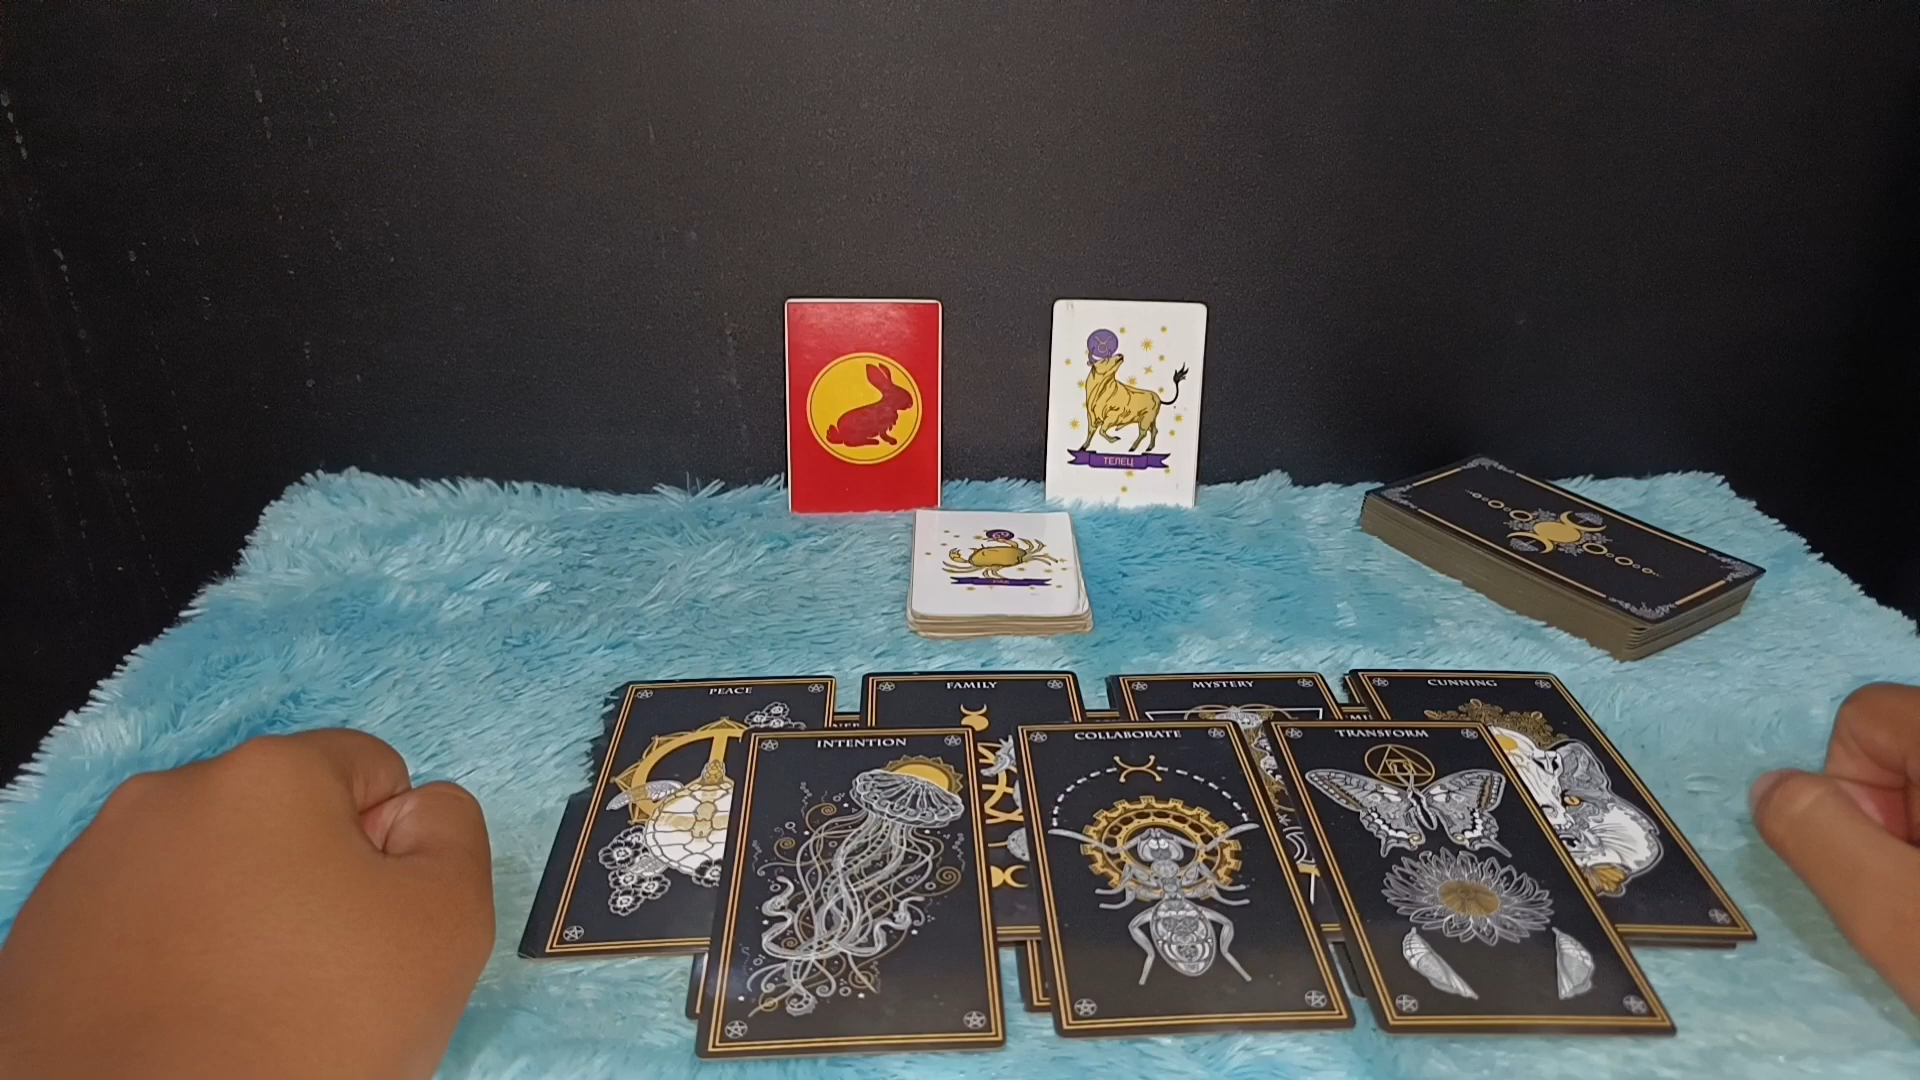 ТЕЛЕЦ
PEACE
FAMILY
MYSTERY
CUNNING
INTENTION
COLLABORATE
TRANSFORM